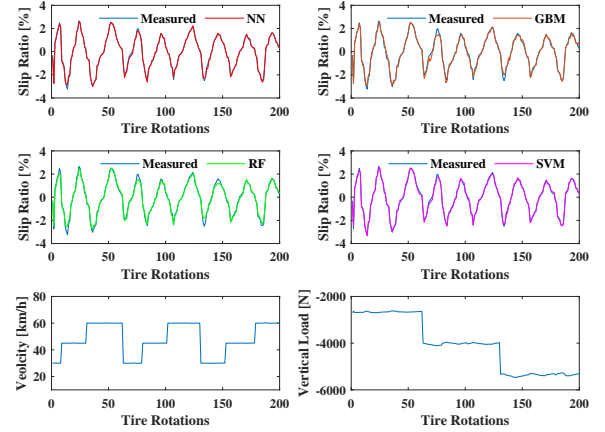 4
2
0
-2
-4
Slip Ratio [%]
Measured NN
0 50 100 150 200
Tire Rotations
4
2
0
-2
-4
Slip Ratio [%]
Measured GBM
0 50 100 150 200
Tire Rotations
4
2
0
-2
-4
Slip Ratio [%]
Measured RF
0 50 100 150 200
Tire Rotations
4
2
0
-2
-4
Slip Ratio [%]
Measured SVM
0 50 100 150 200
Tire Rotations
80
60
40
20
Veolcity [km/h]
0 50 100 150 200
Tire Rotations
-2000
-4000
-6000
Vertical Load [N]
0 50 100 150 200
Tire Rotations